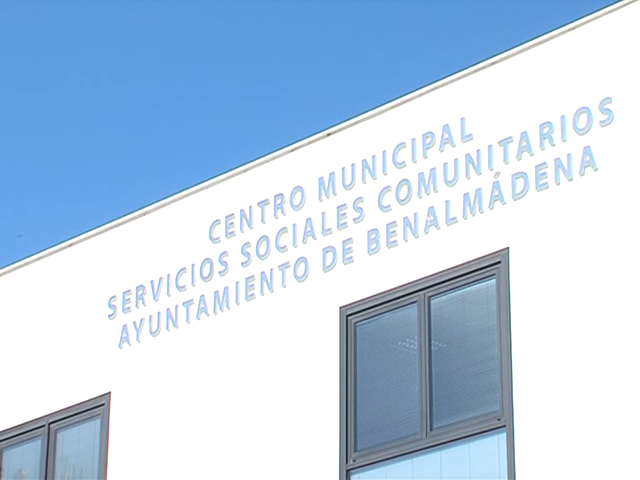 CENTRO MUNICIPAL
SERVICIOS SOCIALES COMUNITARIOS
AYUNTAMIENTO DE BENALMÁDENA